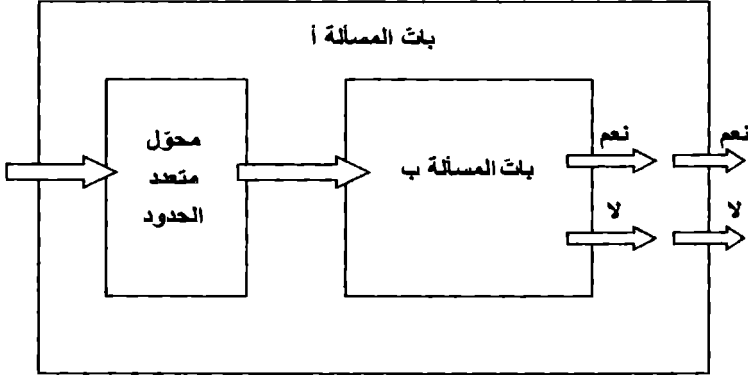 بات المسألة أ
محوّل
متعدد
الحدود
بات المسألة ب
نعم
نعم
لا
لا